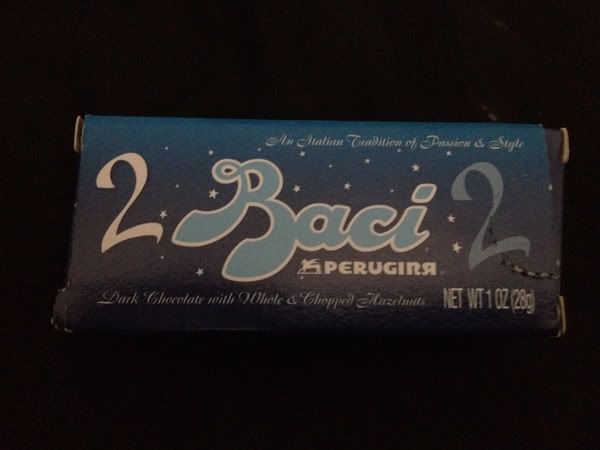 An Italian Tradition of Passion & Style
2 Baci 2
PERUGINA
Dark Chocolate with Whole & Chopped Hazelnuts NET WT 1 OZ (28g)